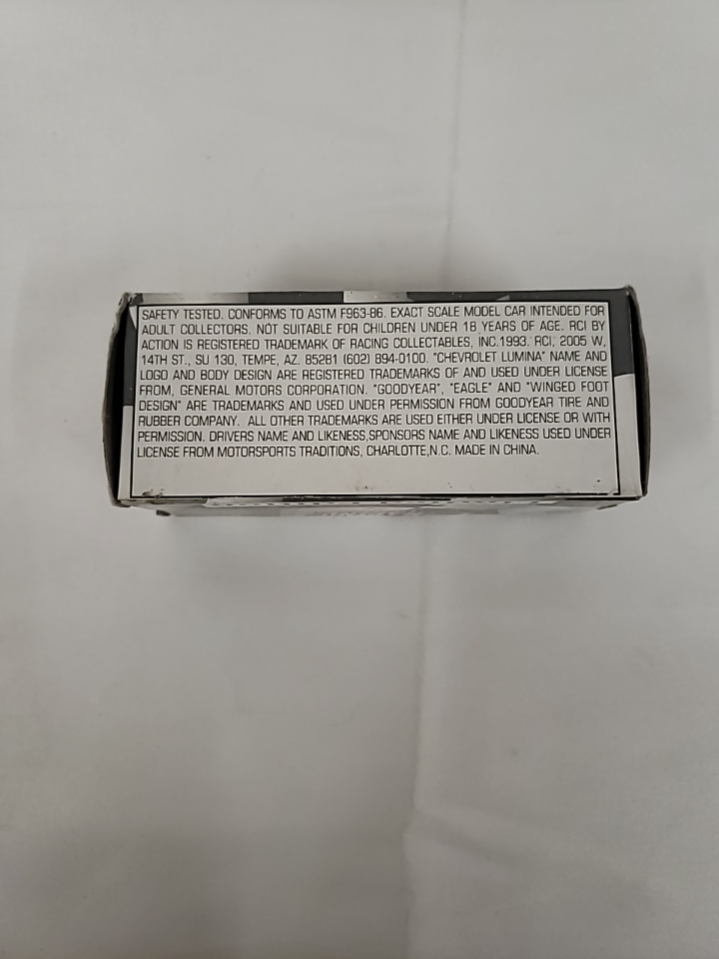 SAFETY TESTED. CONFORMS TO ASTM F963-86. EXACT SCALE MODEL CAR INTENDED FOR
ADULT COLLECTORS. NOT SUITABLE FOR CHILDREN UNDER 18 YEARS OF AGE. RCI BY
ACTION IS REGISTERED TRADEMARK OF RACING COLLECTABLES, INC.1993. RCI, 2005 W,
14TH ST., SU 130, TEMPE, AZ. 85281 (602) 894-0100. "CHEVROLET LUMINA" NAME AND
LOGO AND BODY DESIGN ARE REGISTERED TRADEMARKS OF AND USED UNDER LICENSE
FROM, GENERAL MOTORS CORPORATION. "GOODYEAR", "EAGLE" AND "WINGED FOOT
DESIGN" ARE TRADEMARKS AND USED UNDER PERMISSION FROM GOODYEAR TIRE AND
RUBBER COMPANY. ALL OTHER TRADEMARKS ARE USED EITHER UNDER LICENSE OR WITH
PERMISSION. DRIVERS NAME AND LIKENESS,SPONSORS NAME AND LIKENESS USED UNDER
LICENSE FROM MOTORSPORTS TRADITIONS, CHARLOTTE,N.C. MADE IN CHINA.